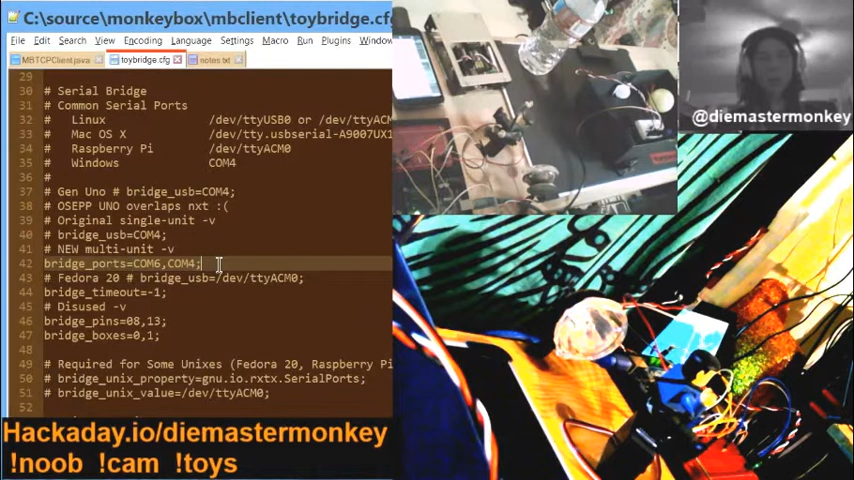 C:\source\monkeybox\mbclient\toybridge.cf
File Edit Search View Encoding Language Settings Macro Run Plugins Window
MBTCPClient.java toybridge.cfg notes.txt
29
30 # Serial Bridge
31 # Common Serial Ports
32 # Linux /dev/ttyUSB0 or /dev/ttyACM
33 # Mac OS X /dev/tty.usbserial-A9007UX1
34 # Raspberry Pi /dev/ttyACM0
35 # Windows COM4
36 #
37 # Gen Uno # bridge_usb=COM4;
38 # OSEPP UNO overlaps nxt :(
39 # Original single-unit -v
40 # bridge_usb=COM4;
41 # NEW multi-unit -v
42 bridge_ports=COM6,COM4;
43 # Fedora 20 # bridge_usb=/dev/ttyACM0;
44 bridge_timeout=-1;
45 # Disused -v
46 bridge_pins=08,13;
47 bridge_boxes=0,1;
48
49 # Required for Some Unixes (Fedora 20, Raspberry Pi
50 # bridge_unix_property=gnu.io.rxtx.SerialPorts;
51 # bridge_unix_value=/dev/ttyACM0;
52
@diemastermonkey
Hackaday.io/diemastermonkey
!noob !cam !toys